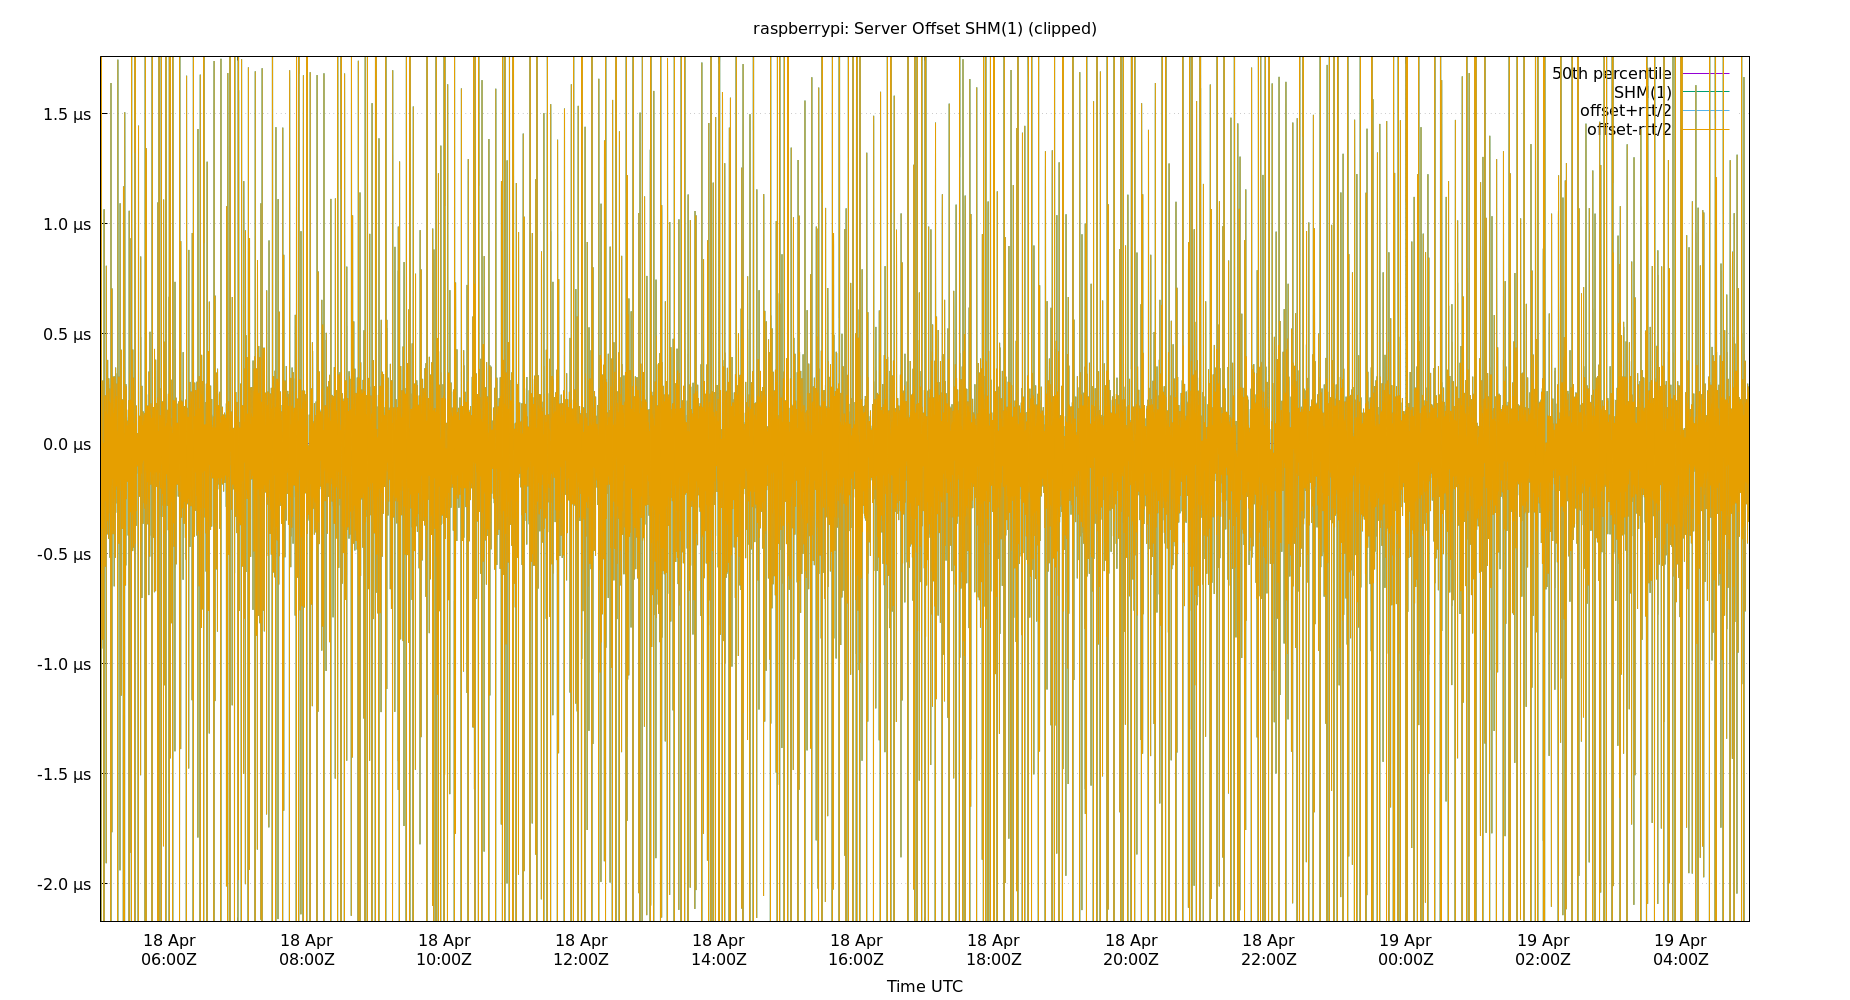 raspberrypi: Server Offset SHM(1) (clipped)
50th percentile
SHM(1)
offset+rtt/2
offset-rtt/2
1.5 µs
1.0 µs
0.5 µs
0.0 µs
-0.5 µs
-1.0 µs
-1.5 µs
-2.0 µs
18 Apr 18 Apr 18 Apr 18 Apr 18 Apr 18 Apr 18 Apr 18 Apr 18 Apr 19 Apr 19 Apr 19 Apr
06:00Z 08:00Z 10:00Z 12:00Z 14:00Z 16:00Z 18:00Z 20:00Z 22:00Z 00:00Z 02:00Z 04:00Z
Time UTC